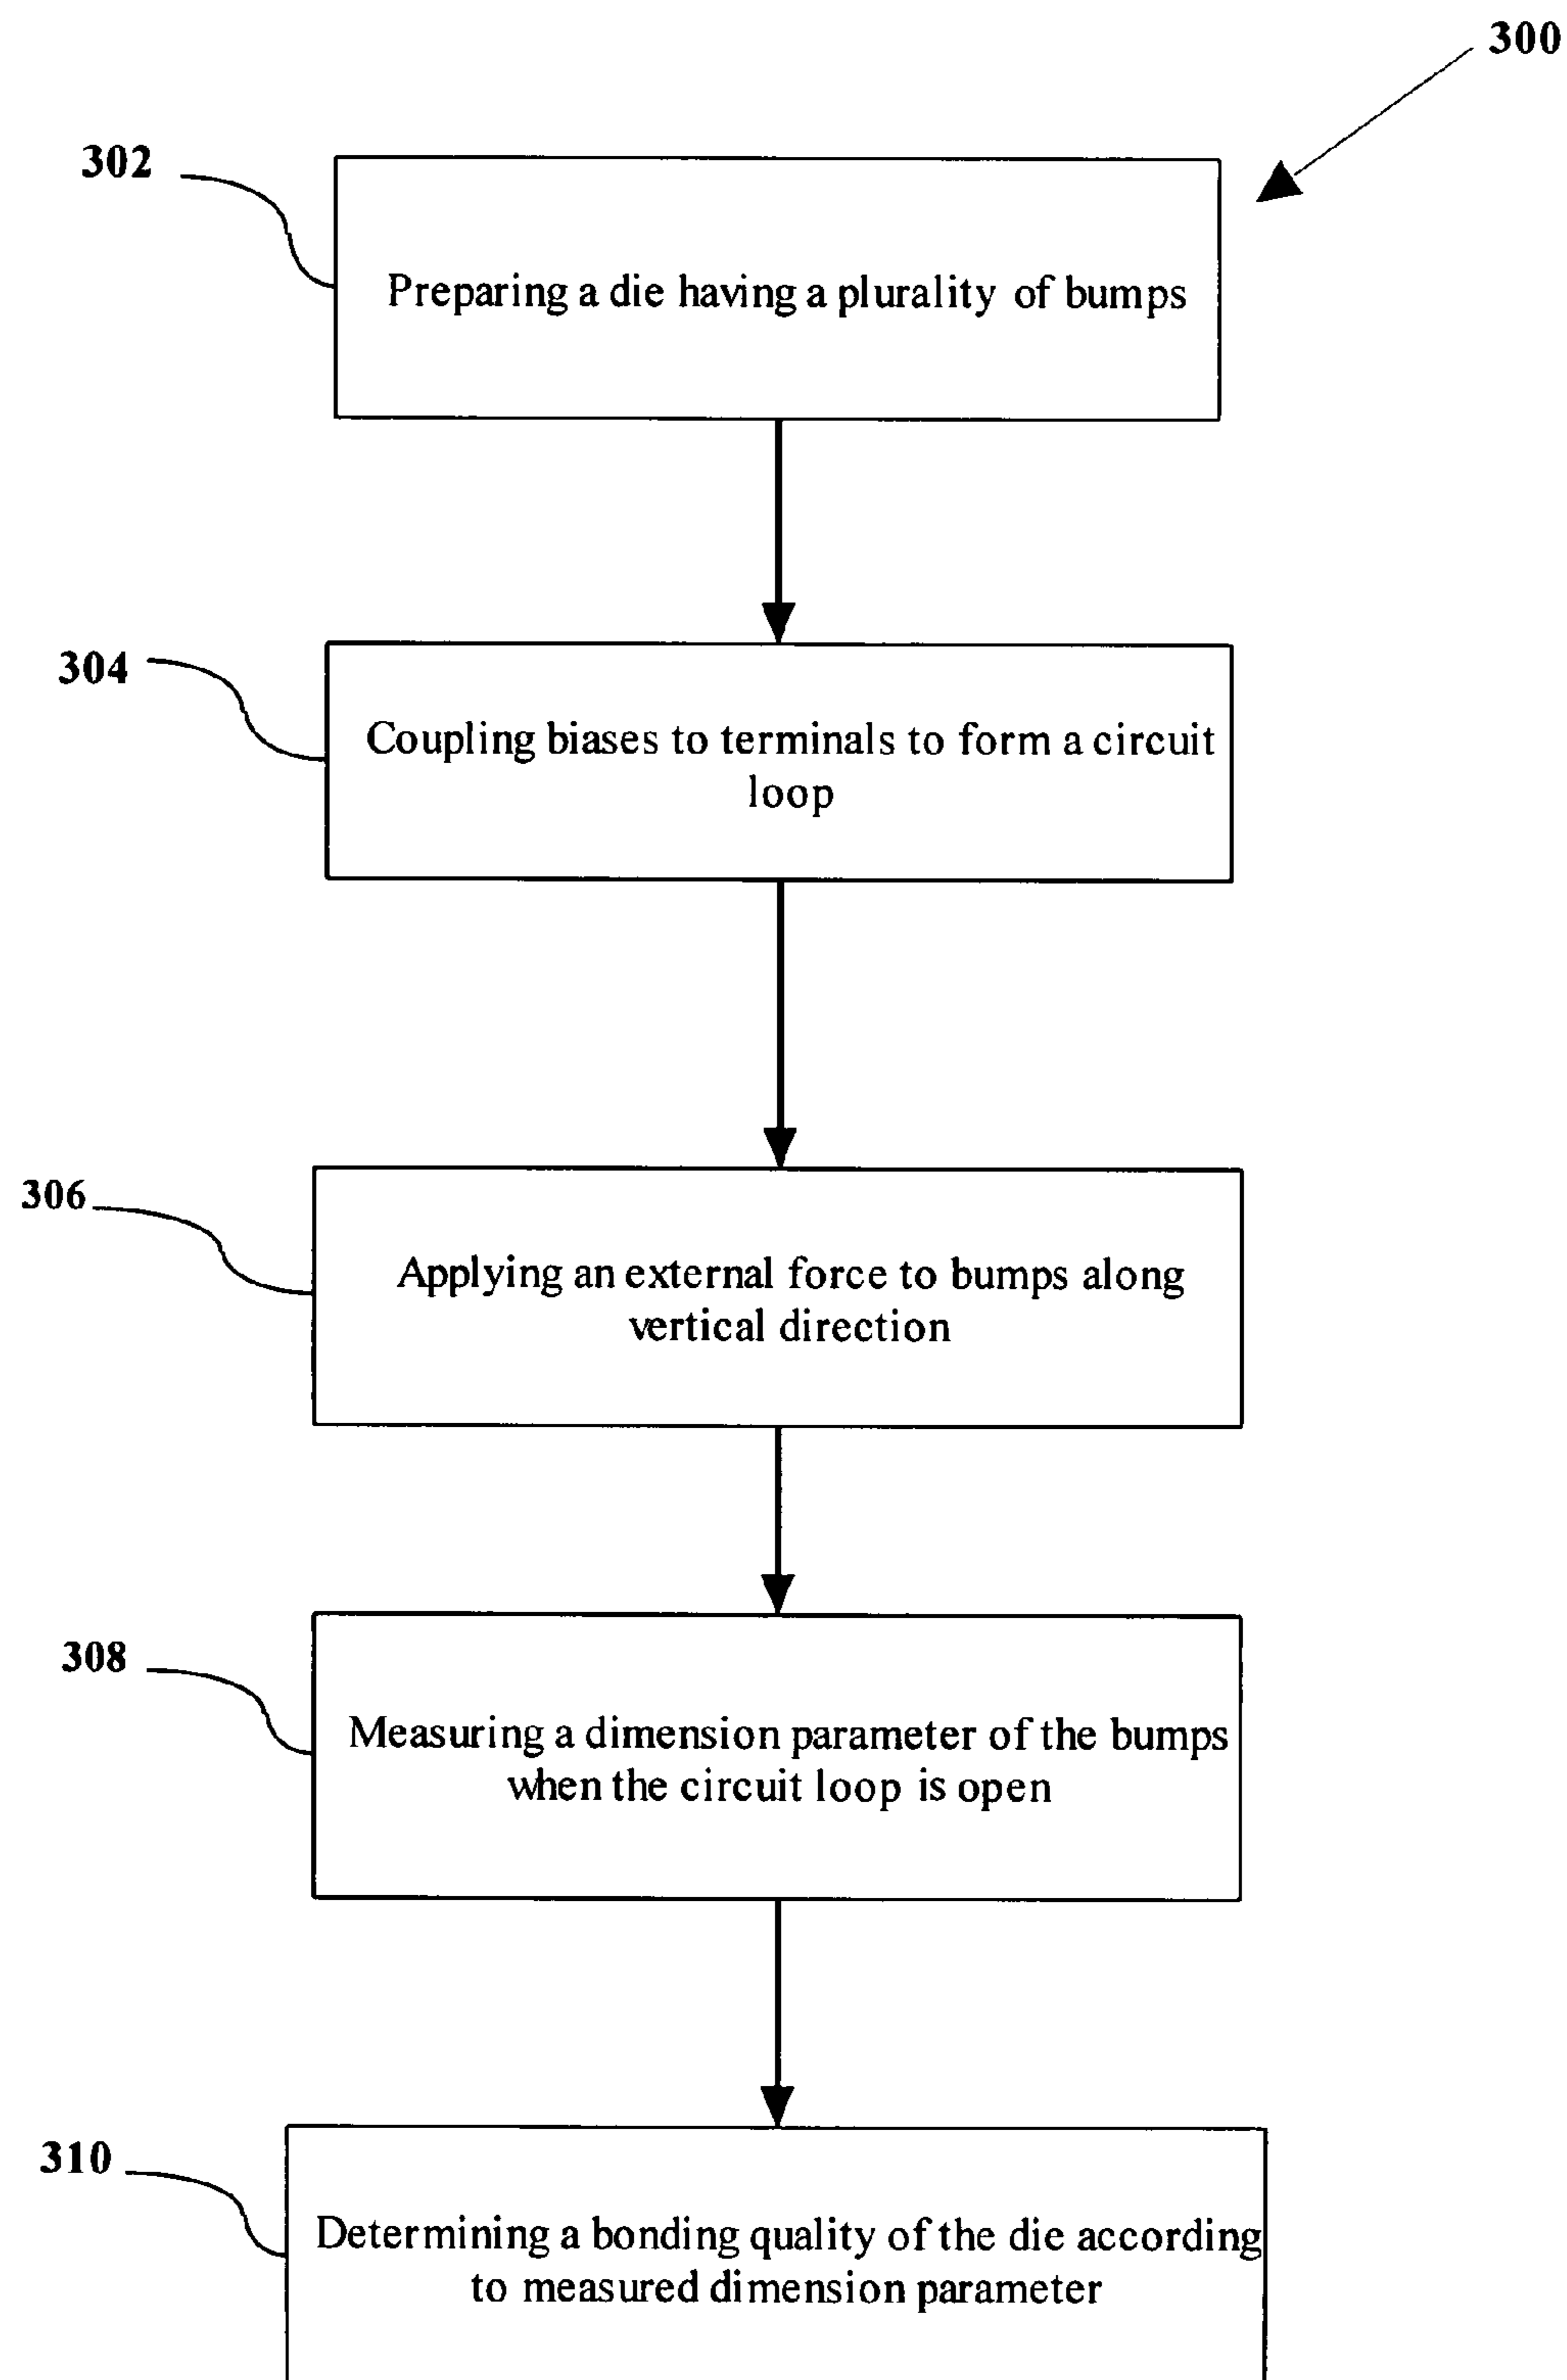 300
302
Preparing a die having a plurality of bumps
304
Coupling biases to terminals to form a circuit
loop
306
Applying an external force to bumps along
vertical direction
308
Measuring a dimension parameter of the bumps
when the circuit loop is open
310
Determining a bonding quality of the die according
to measured dimension parameter